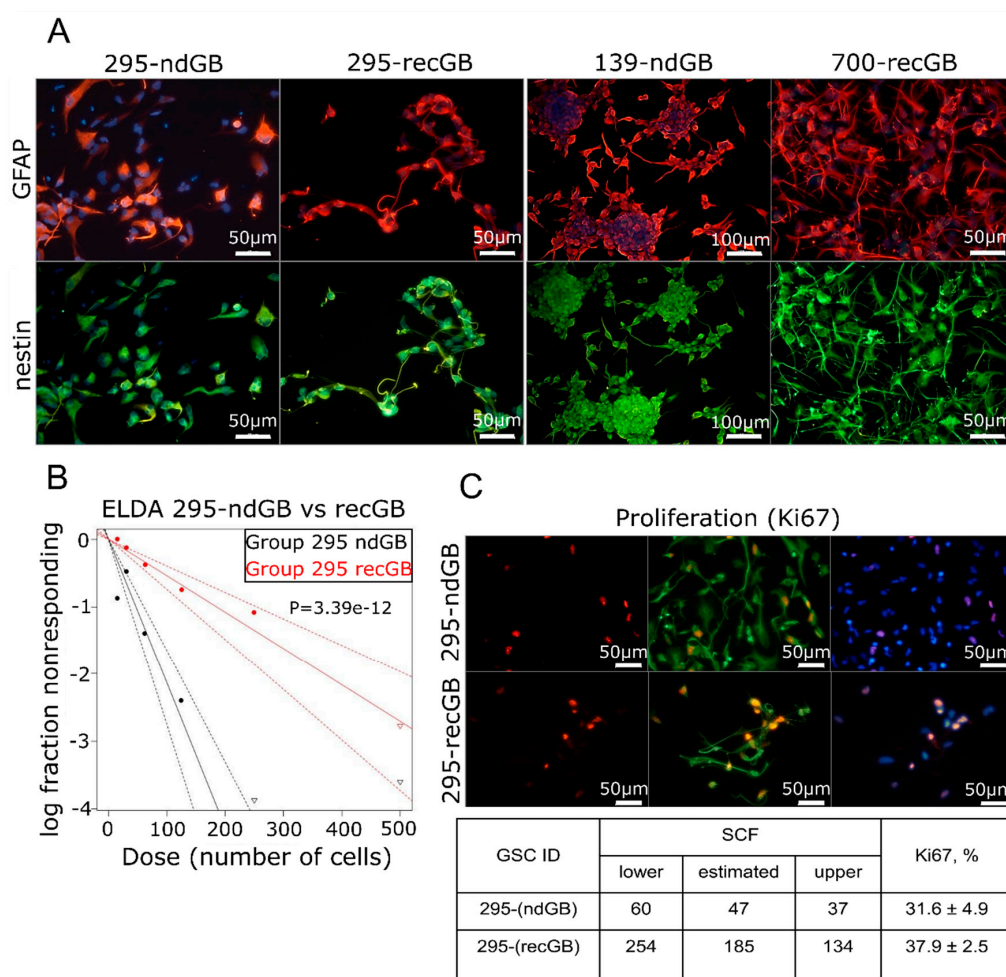 A
295-ndGB 295-recGB 139-ndGB 700-recGB
GFAP
50µm 50µm 100µm 50µm
nestin
50µm 50µm 100µm 50µm
B
ELDA 295-ndGB vs recGB
Group 295 ndGB
Group 295 recGB
P=3.39e-12
log fraction nonresponding
0
-1
-2
-3
-4
0 100 200 300 400 500
Dose (number of cells)
C
Proliferation (Ki67)
295-ndGB
50µm 50µm 50µm
295-recGB
50µm 50µm 50µm
GSC ID SCF Ki67, %
lower estimated upper
295-(ndGB) 60 47 37 31.6 ± 4.9
295-(recGB) 254 185 134 37.9 ± 2.5